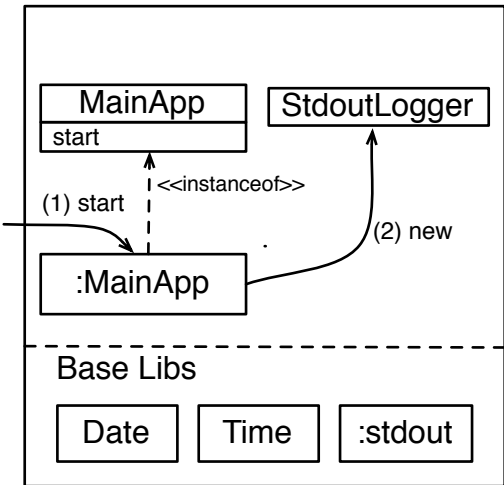 MainApp
StdoutLogger
start
<<instanceof>>
(1) start
(2) new
:MainApp
Base Libs
Date
Time
:stdout